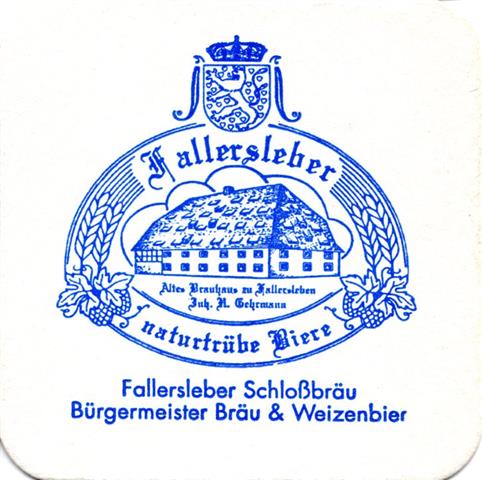 Fallersleber
Altes Brauhaus zu Fallersleben
Inh. H. Gehrmann
naturtrübe Biere
Fallersleber Schloßbräu
Bürgermeister Bräu & Weizenbier